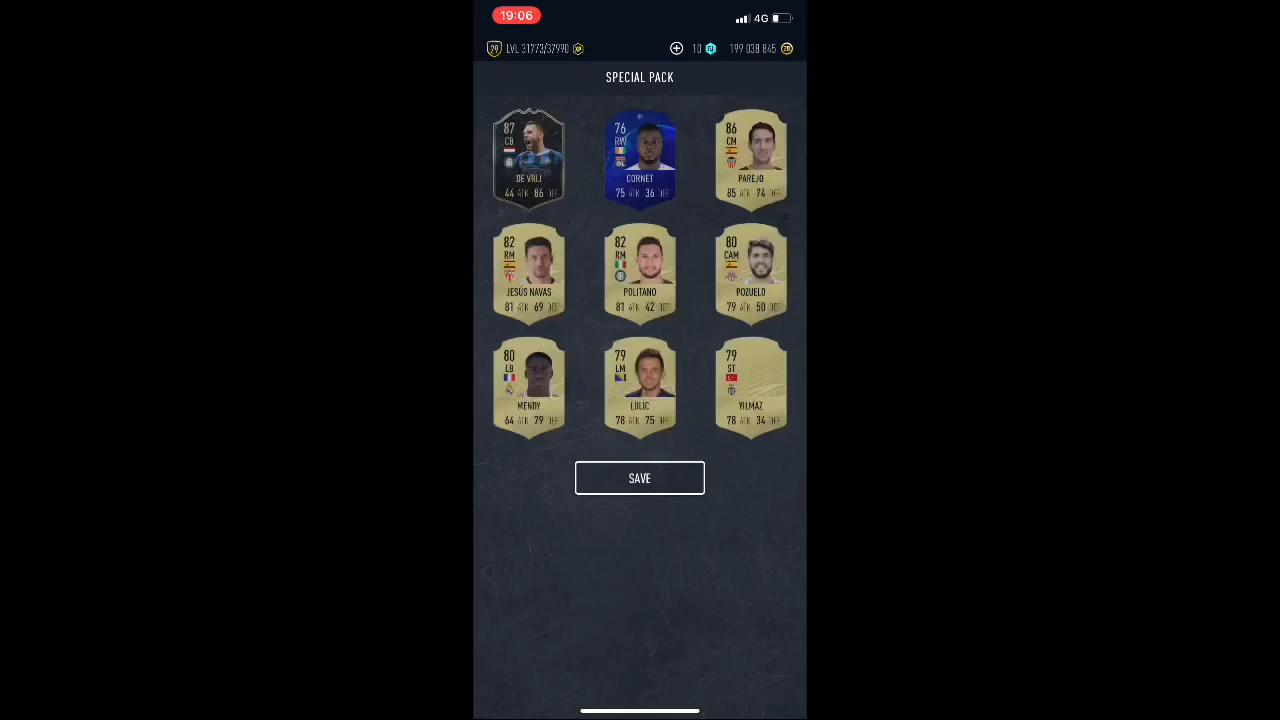 19:06
4G
29 LVL 31773/37990 XP
10
199 038 845
SPECIAL PACK
87
CB
DE VRIJ
44 ATK 86 DEF
76
RW
CORNET
75 ATK 36 DEF
86
CM
PAREJO
85 ATK 74 DEF
82
RM
JESÚS NAVAS
81 ATK 69 DEF
82
RM
POLITANO
81 ATK 42 DEF
80
CAM
POZUELO
79 ATK 50 DEF
80
LB
MENDY
64 ATK 79 DEF
79
LM
LULIC
78 ATK 75 DEF
79
ST
YILMAZ
78 ATK 34 DEF
SAVE